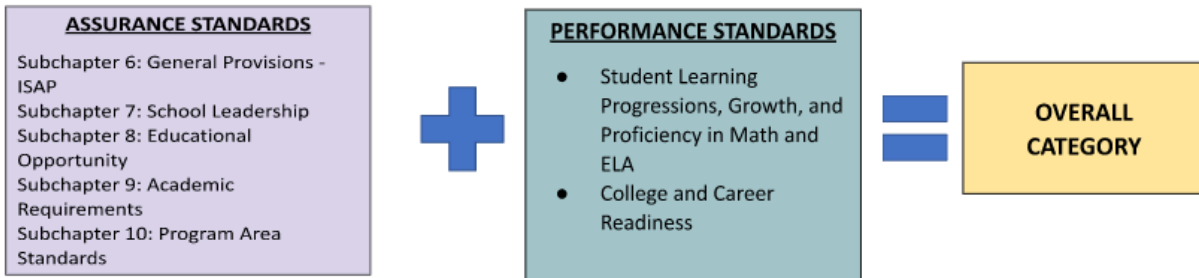 ASSURANCE STANDARDS
Subchapter 6: General Provisions -
ISAP
Subchapter 7: School Leadership
Subchapter 8: Educational
Opportunity
Subchapter 9: Academic
Requirements
Subchapter 10: Program Area
Standards
PERFORMANCE STANDARDS
● Student Learning
Progressions, Growth, and
Proficiency in Math and
ELA
● College and Career
Readiness
OVERALL
CATEGORY